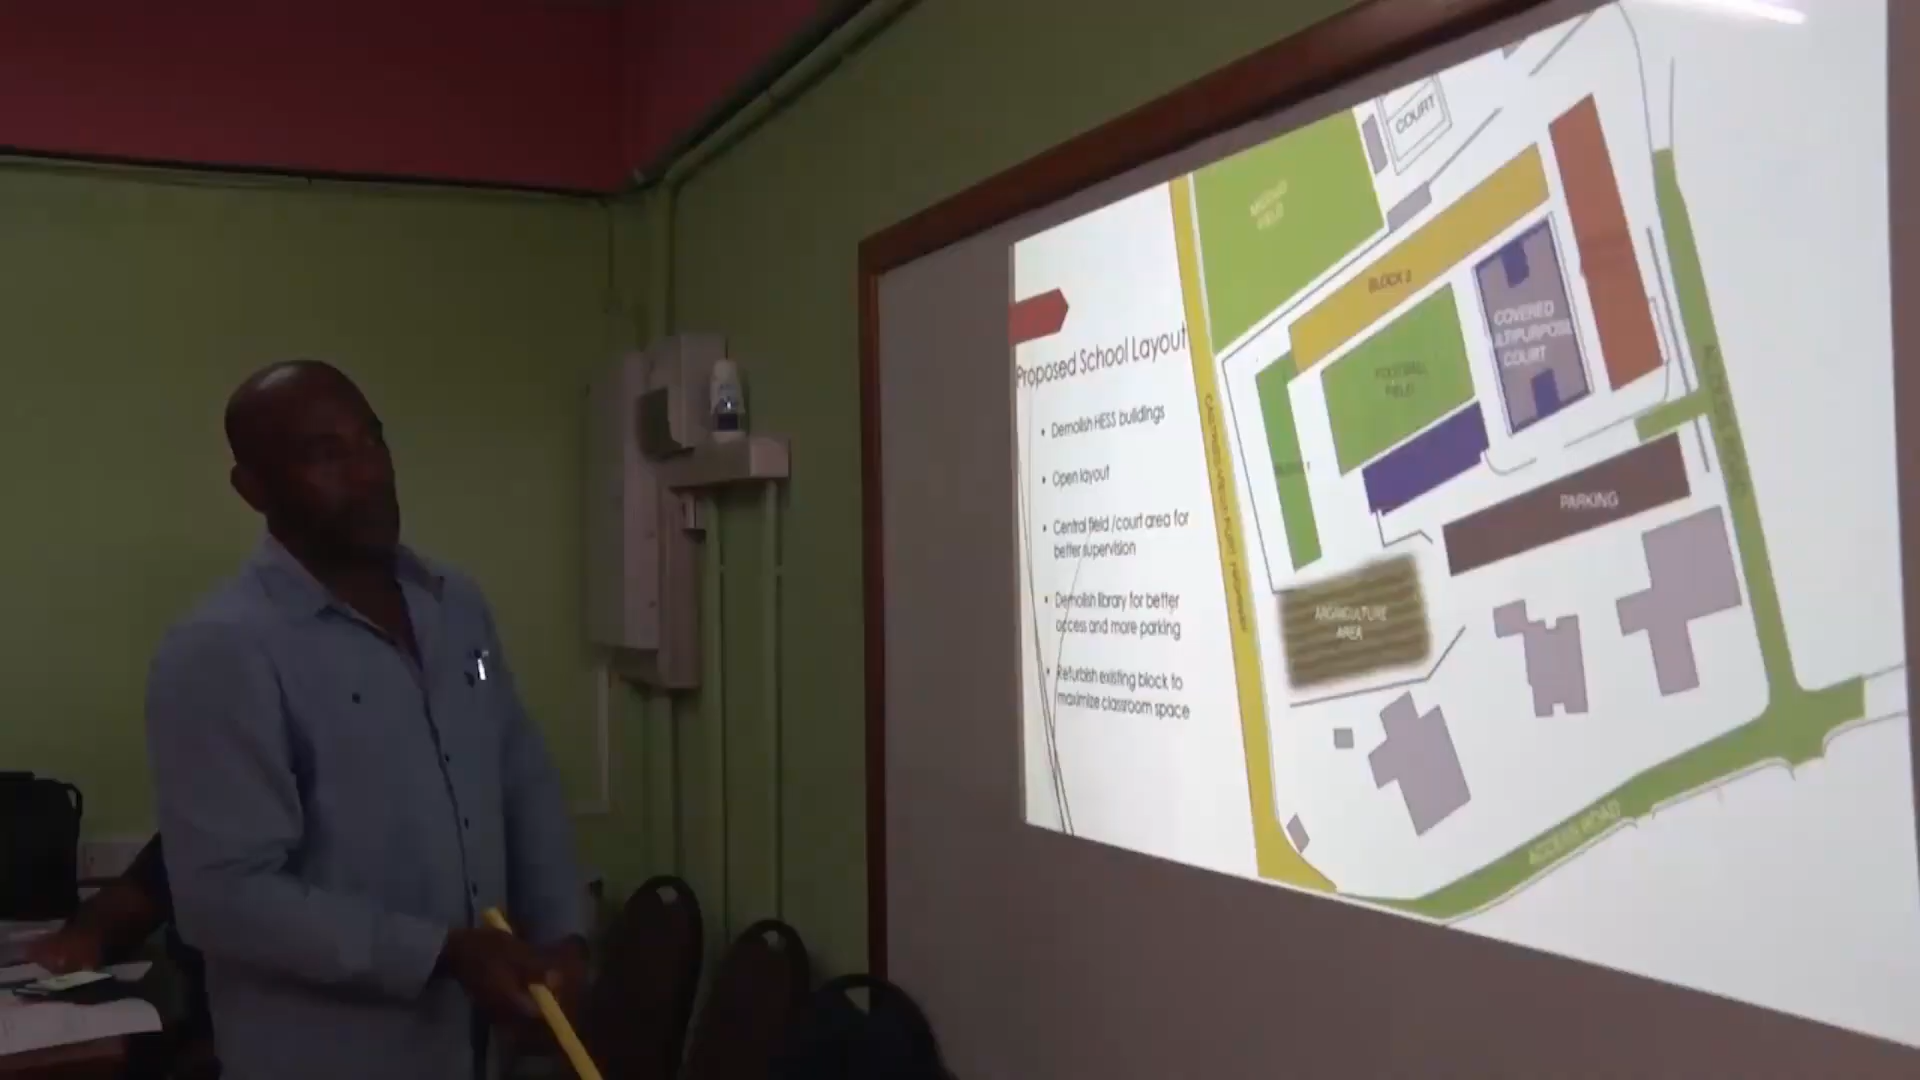 Proposed School Layout
• Demolish HESS buildings
• Open layout
• Central field /court area for
better supervision
• Demolish library for better
access and more parking
• Refurbish existing block to
maximize classroom space
COURT
FIELD
BLOCK 2
COVERED
COURT
FOOTBALL
FIELD
PARKING
AREA
ACCESS ROAD